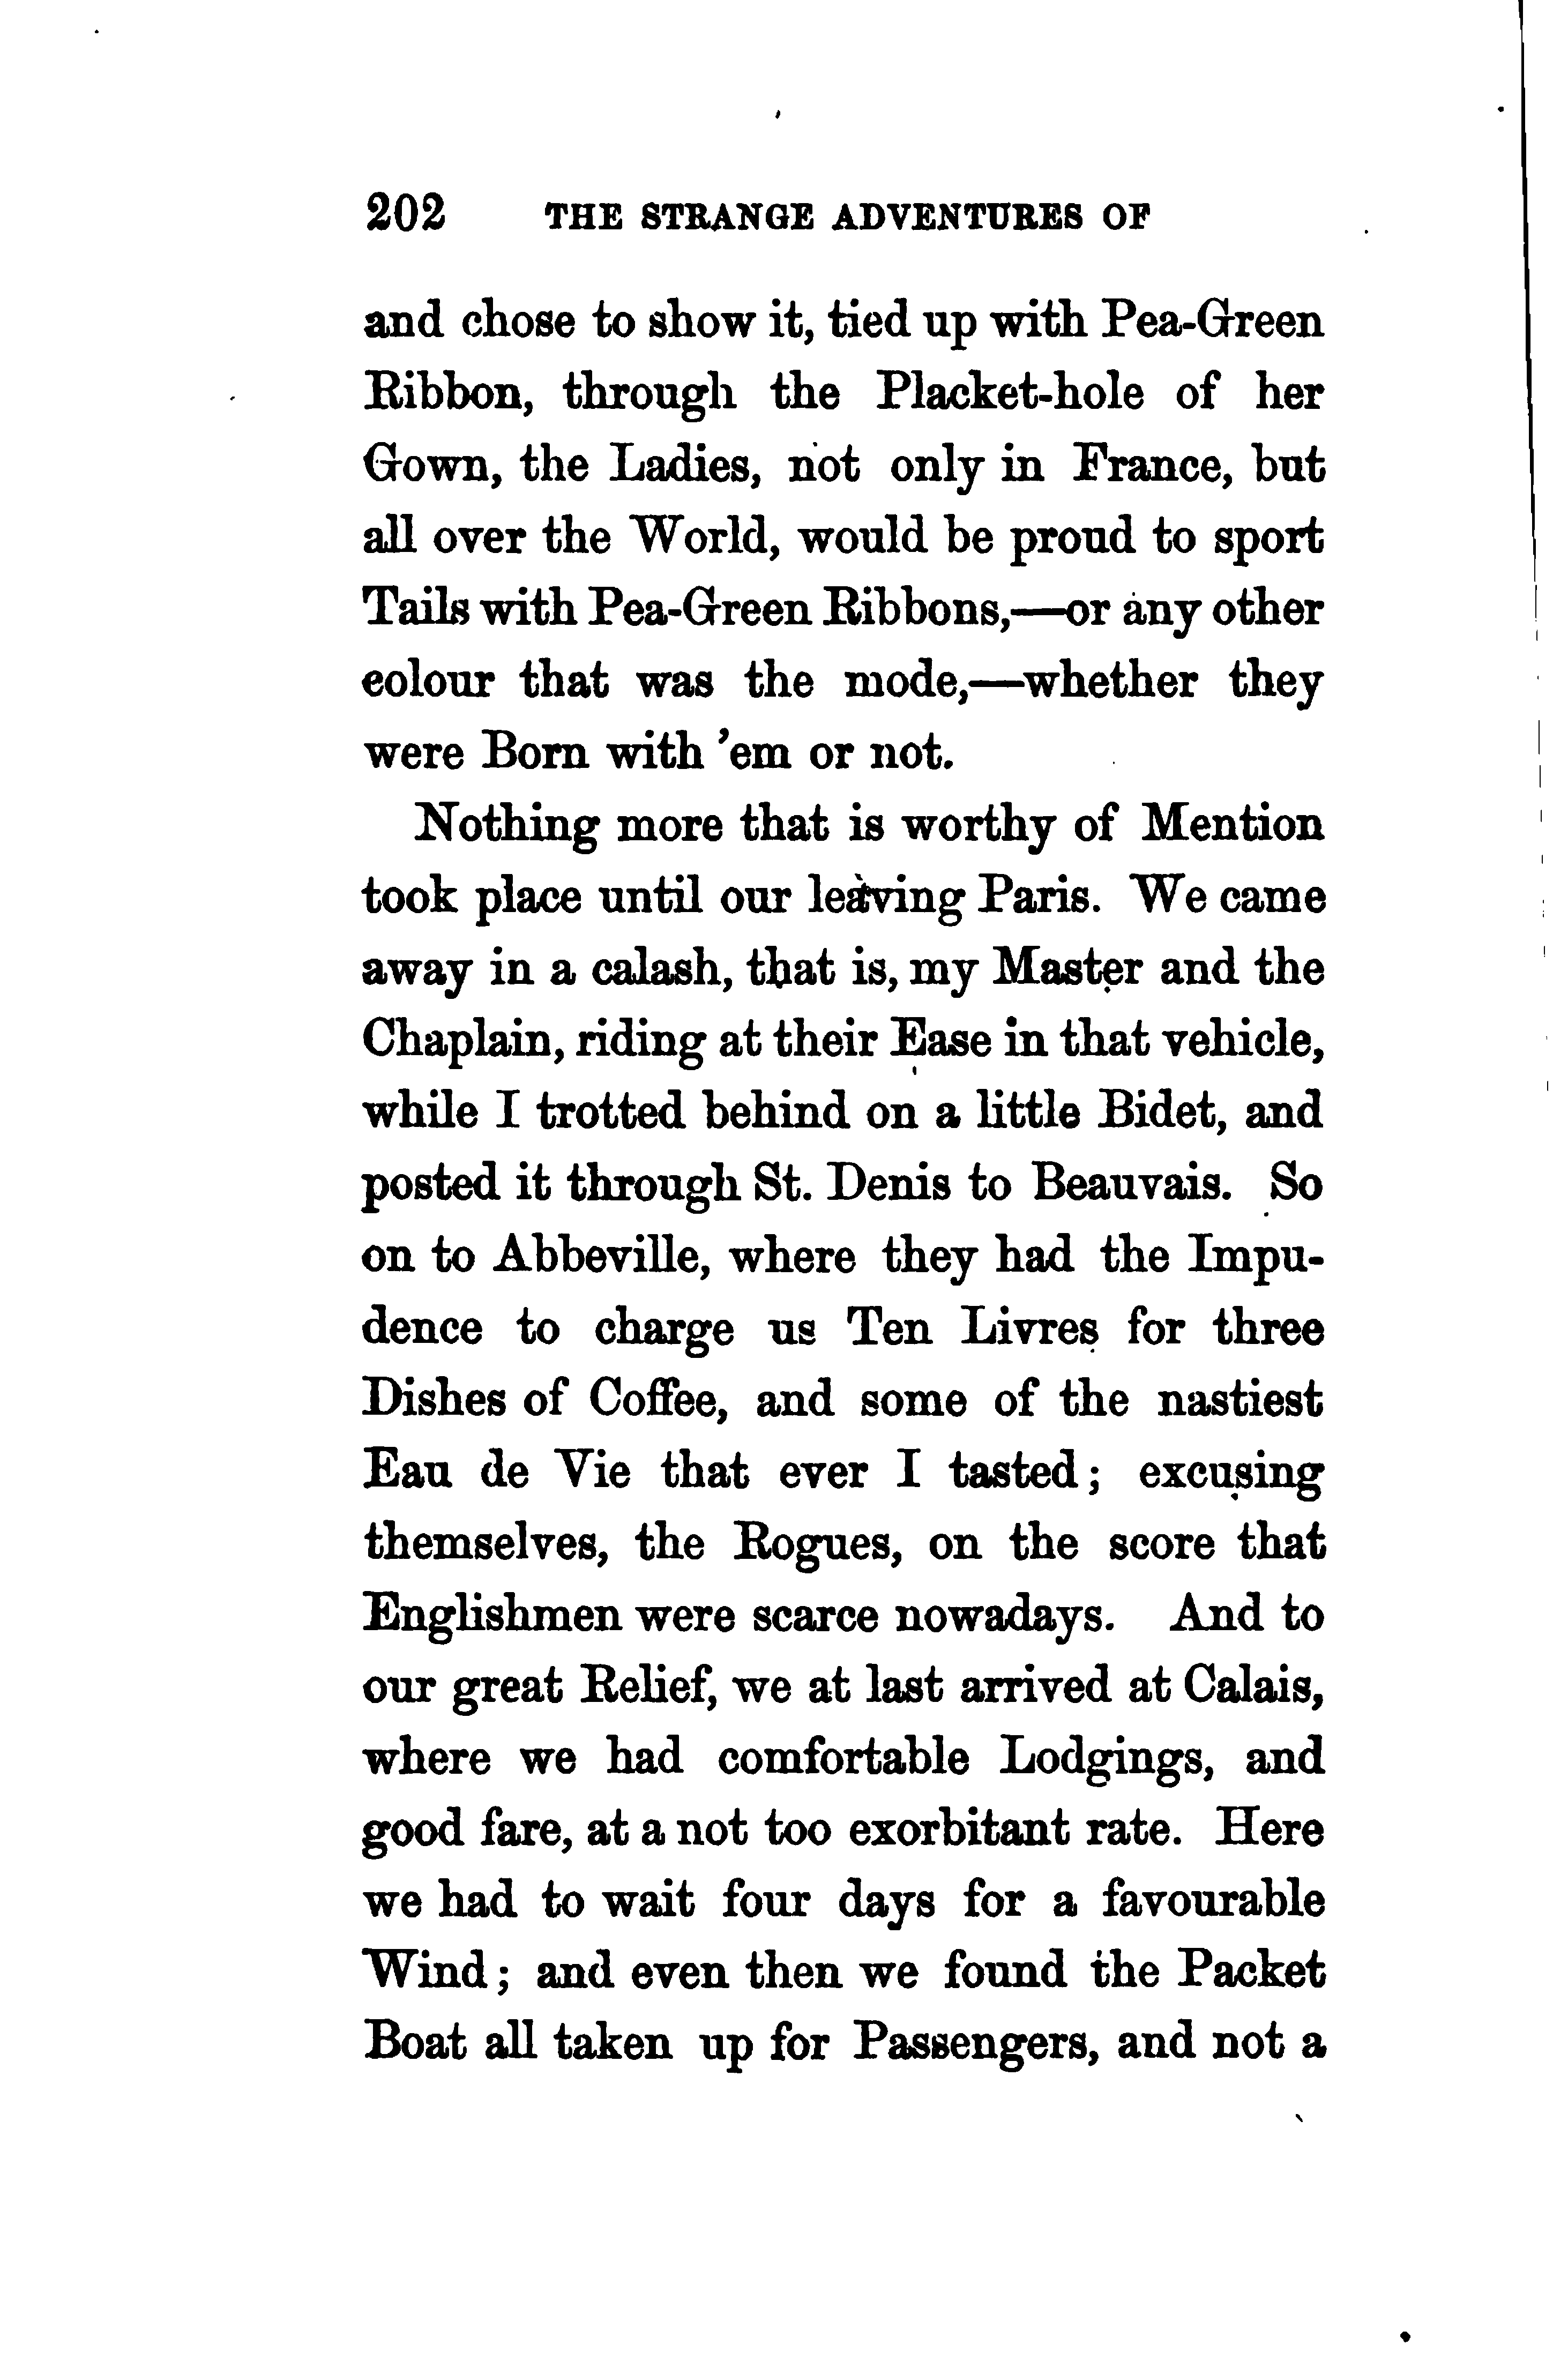 202 THE STRANGE ADVENTURES OF
and chose to show it, tied up with Pea-Green
Ribbon, through the Placket-hole of her
Gown, the Ladies, not only in France, but
all over the World, would be proud to sport
Tails with Pea-Green Ribbons,—or any other
colour that was the mode,—whether they
were Born with 'em or not.
Nothing more that is worthy of Mention
took place until our leaving Paris. We came
away in a calash, that is, my Master and the
Chaplain, riding at their Ease in that vehicle,
while I trotted behind on a little Bidet, and
posted it through St. Denis to Beauvais. So
on to Abbeville, where they had the Impu-
dence to charge us Ten Livres for three
Dishes of Coffee, and some of the nastiest
Eau de Vie that ever I tasted; excusing
themselves, the Rogues, on the score that
Englishmen were scarce nowadays. And to
our great Relief, we at last arrived at Calais,
where we had comfortable Lodgings, and
good fare, at a not too exorbitant rate. Here
we had to wait four days for a favourable
Wind; and even then we found the Packet
Boat all taken up for Passengers, and not a